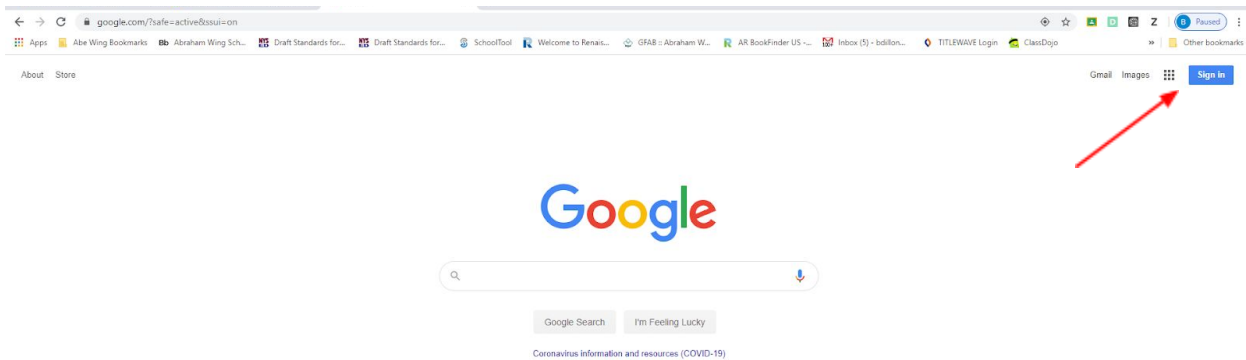 google.com/?safe=active&ssui=on Z B Paused
Apps Abe Wing Bookmarks Bb Abraham Wing Sch... Draft Standards for... Draft Standards for... SchoolTool Welcome to Renais... GFAB :: Abraham W... AR BookFinder US -... Inbox (5) - bdillon... TITLEWAVE Login ClassDojo » Other bookmarks
About Store Gmail Images Sign in
Google
Google Search I'm Feeling Lucky
Coronavirus information and resources (COVID-19)